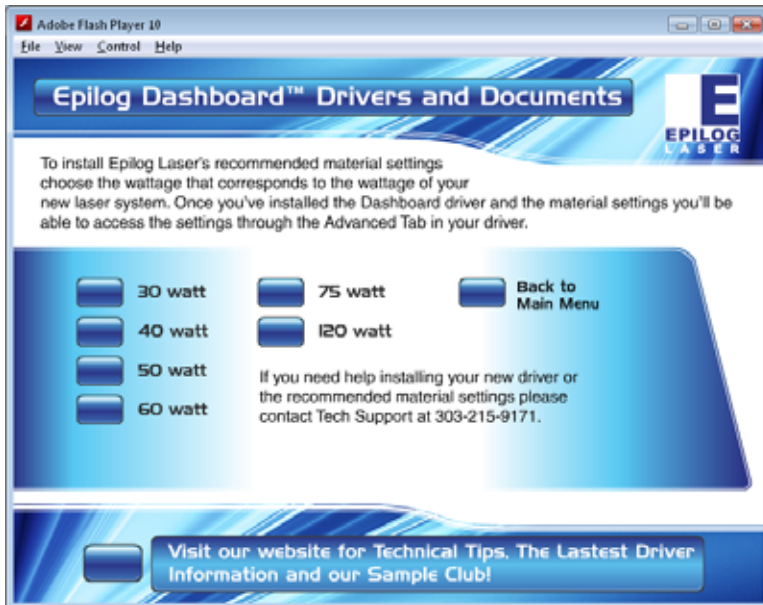 Adobe Flash Player 10
File View Control Help
Epilog Dashboard™ Drivers and Documents
E
EPILOG
LASER
To install Epilog Laser's recommended material settings
choose the wattage that corresponds to the wattage of your
new laser system. Once you've installed the Dashboard driver and the material settings you'll be
able to access the settings through the Advanced Tab in your driver.
30 watt
40 watt
50 watt
60 watt
75 watt
120 watt
Back to
Main Menu
If you need help installing your new driver or
the recommended material settings please
contact Tech Support at 303-215-9171.
Visit our website for Technical Tips, The Lastest Driver
Information and our Sample Club!